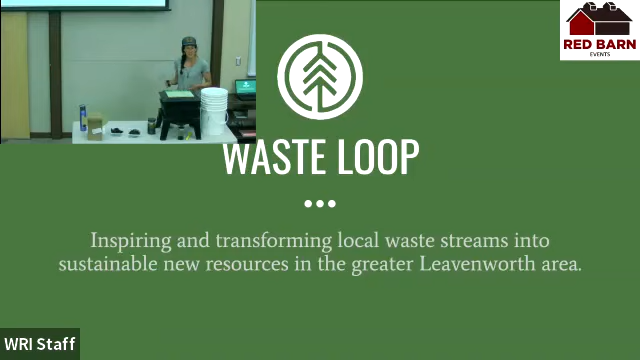 RED BARN
EVENTS
WASTE LOOP
Inspiring and transforming local waste streams into
sustainable new resources in the greater Leavenworth area.
WRI Staff